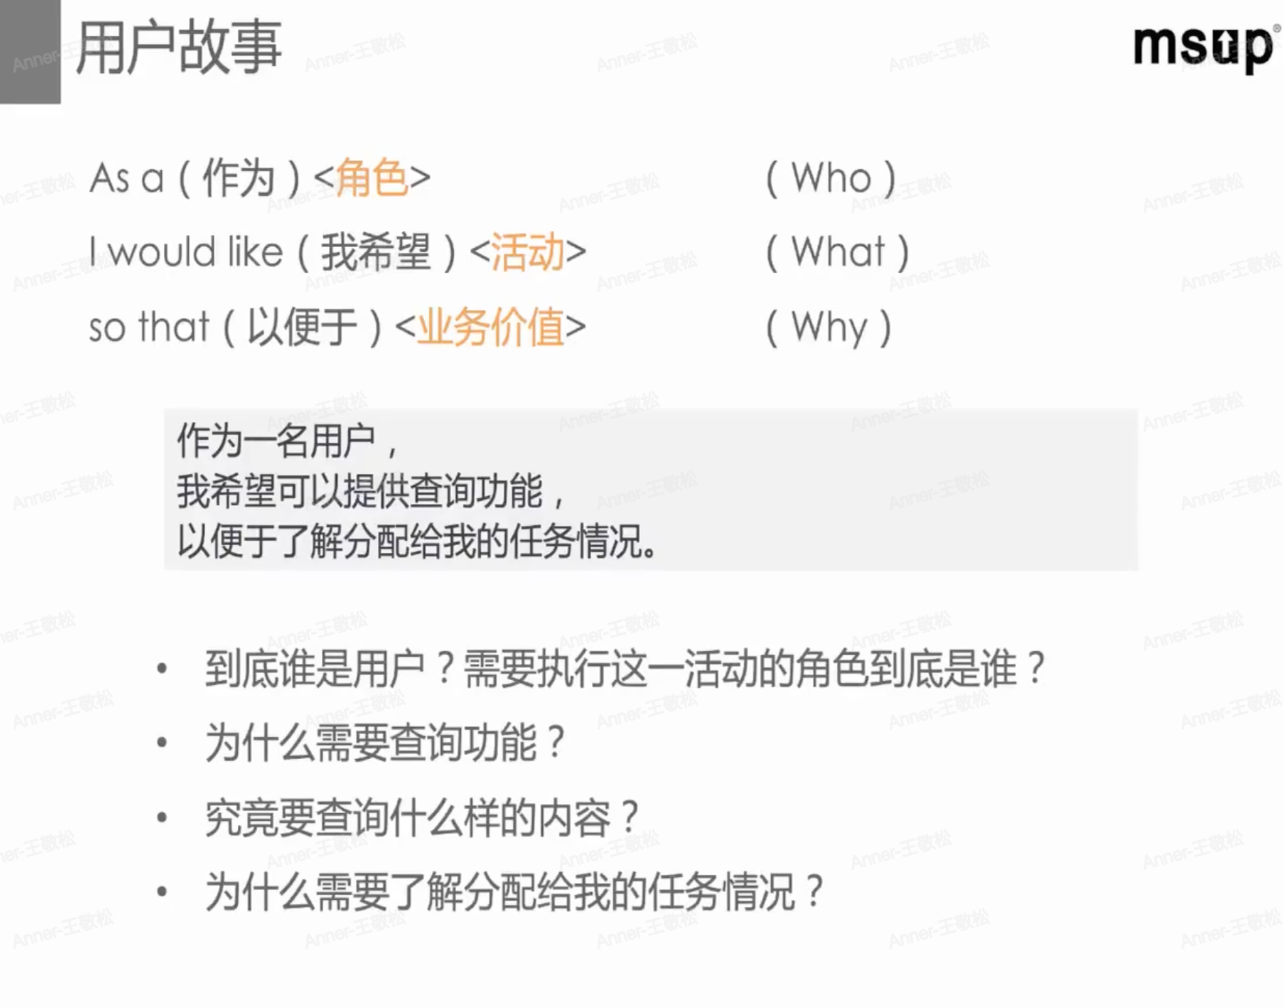 用户故事
msup®
As a（作为）<角色>
（Who）
I would like（我希望）<活动>
（What）
so that（以便于）<业务价值>
（Why）
作为一名用户，
我希望可以提供查询功能，
以便于了解分配给我的任务情况。
• 到底谁是用户？需要执行这一活动的角色到底是谁？
• 为什么需要查询功能？
• 究竟要查询什么样的内容？
• 为什么需要了解分配给我的任务情况？
Anner-王敬松